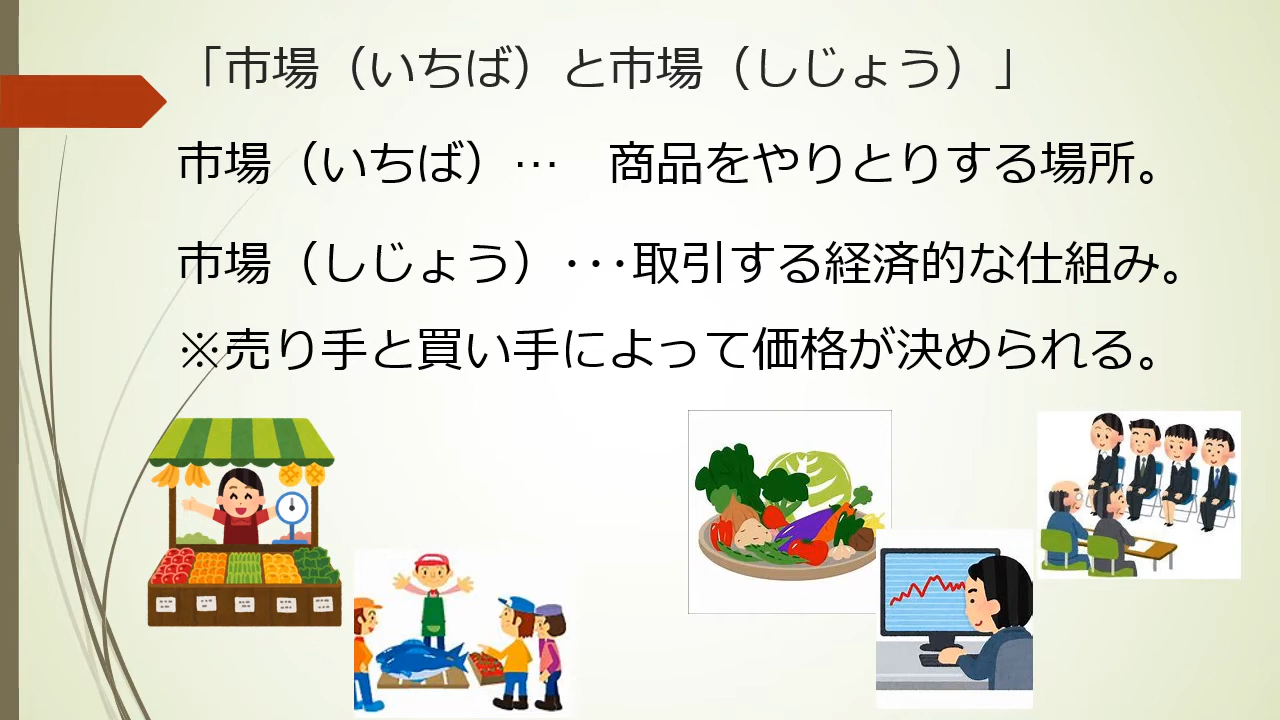 「市場（いちば）と市場（しじょう）」
市場（いちば）…　商品をやりとりする場所。
市場（しじょう）･･･取引する経済的な仕組み。
※売り手と買い手によって価格が決められる。